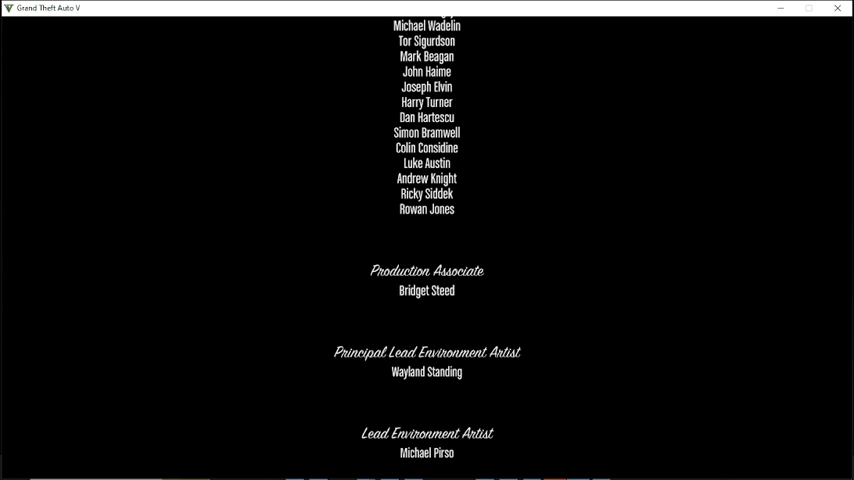 Grand Theft Auto V
Michael Wadelin
Tor Sigurdson
Mark Beagan
John Haime
Joseph Elvin
Harry Turner
Dan Hartescu
Simon Bramwell
Colin Considine
Luke Austin
Andrew Knight
Ricky Siddek
Rowan Jones
Production Associate
Bridget Steed
Principal Lead Environment Artist
Wayland Standing
Lead Environment Artist
Michael Pirso